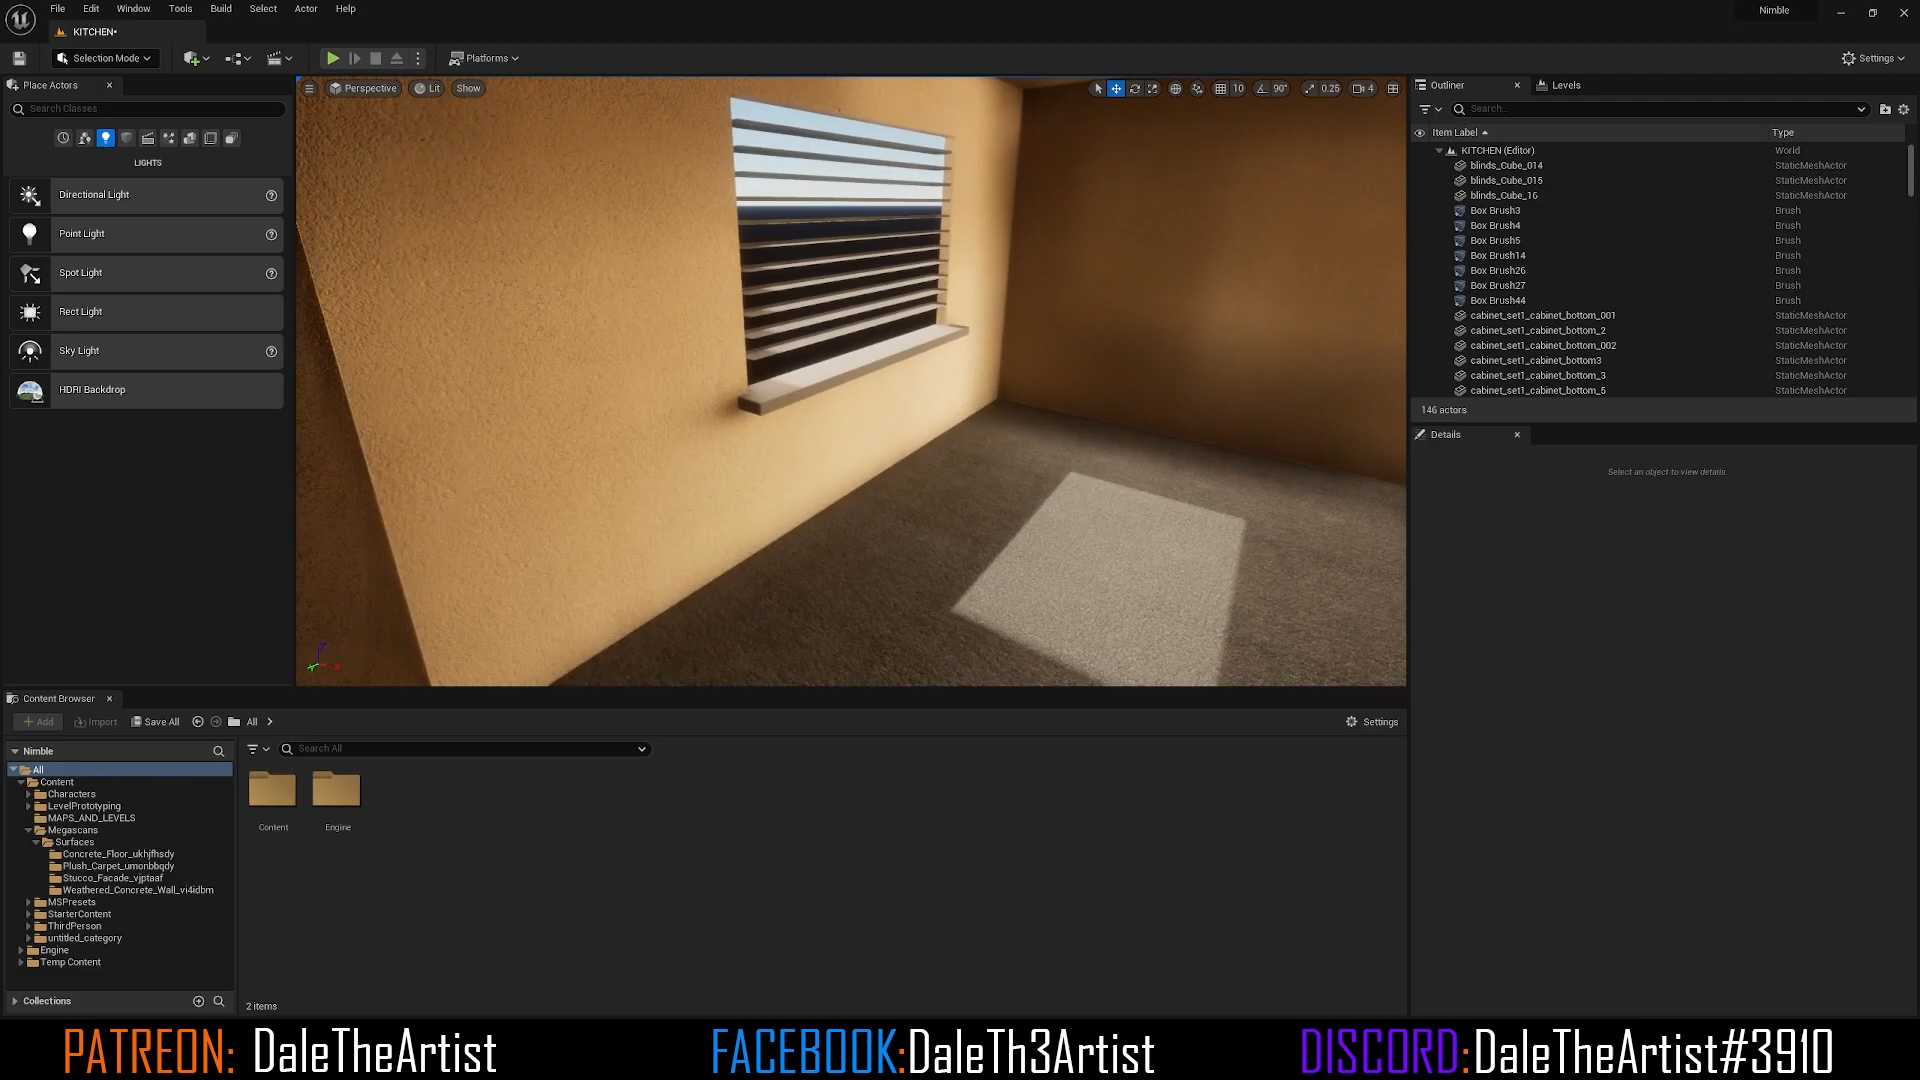 File Edit Window Tools Build Select Actor Help
Nimble
KITCHEN•
Selection Mode
Platforms
Settings
Place Actors
Search Classes
LIGHTS
Directional Light
Point Light
Spot Light
Rect Light
Sky Light
HDRI Backdrop
Perspective Lit Show
10 90° 0.25 4
Outliner Levels
Search...
Item Label Type
KITCHEN (Editor) World
blinds_Cube_014 StaticMeshActor
blinds_Cube_015 StaticMeshActor
blinds_Cube_16 StaticMeshActor
Box Brush3 Brush
Box Brush4 Brush
Box Brush5 Brush
Box Brush14 Brush
Box Brush26 Brush
Box Brush27 Brush
Box Brush44 Brush
cabinet_set1_cabinet_bottom_001 StaticMeshActor
cabinet_set1_cabinet_bottom_2 StaticMeshActor
cabinet_set1_cabinet_bottom_002 StaticMeshActor
cabinet_set1_cabinet_bottom3 StaticMeshActor
cabinet_set1_cabinet_bottom_3 StaticMeshActor
cabinet_set1_cabinet_bottom_5 StaticMeshActor
146 actors
Details
Select an object to view details.
Content Browser
Add Import Save All All
Settings
Nimble
Search All
All
Content
Characters
LevelPrototyping
MAPS_AND_LEVELS
Megascans
Surfaces
Concrete_Floor_ukhjfhsdy
Plush_Carpet_umonbbqdy
Stucco_Facade_vjptaaf
Weathered_Concrete_Wall_vi4idbm
MSPresets
StarterContent
ThirdPerson
untitled_category
Engine
Temp Content
Content Engine
Collections
2 items
PATREON: DaleTheArtist
FACEBOOK:DaleTh3Artist
DISCORD:DaleTheArtist#3910